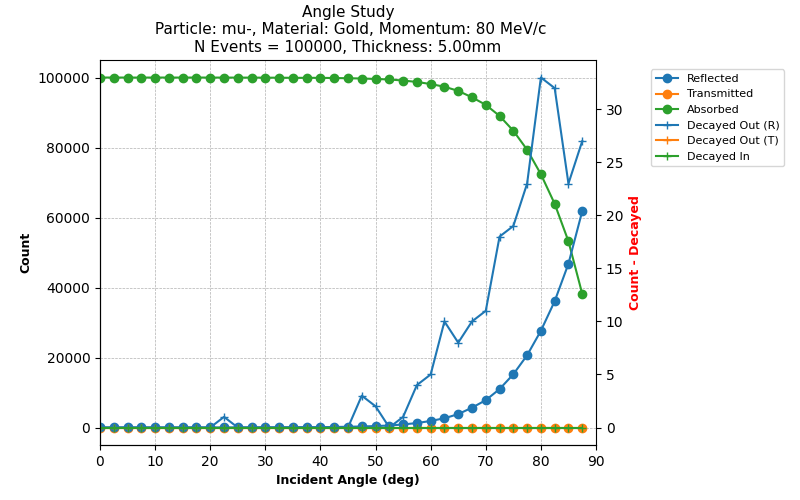 Angle Study
Particle: mu-, Material: Gold, Momentum: 80 MeV/c
N Events = 100000, Thickness: 5.00mm
100000
80000
60000
40000
20000
0
Count
0 10 20 30 40 50 60 70 80 90
Incident Angle (deg)
30
25
20
15
10
5
0
Count - Decayed
Reflected
Transmitted
Absorbed
Decayed Out (R)
Decayed Out (T)
Decayed In